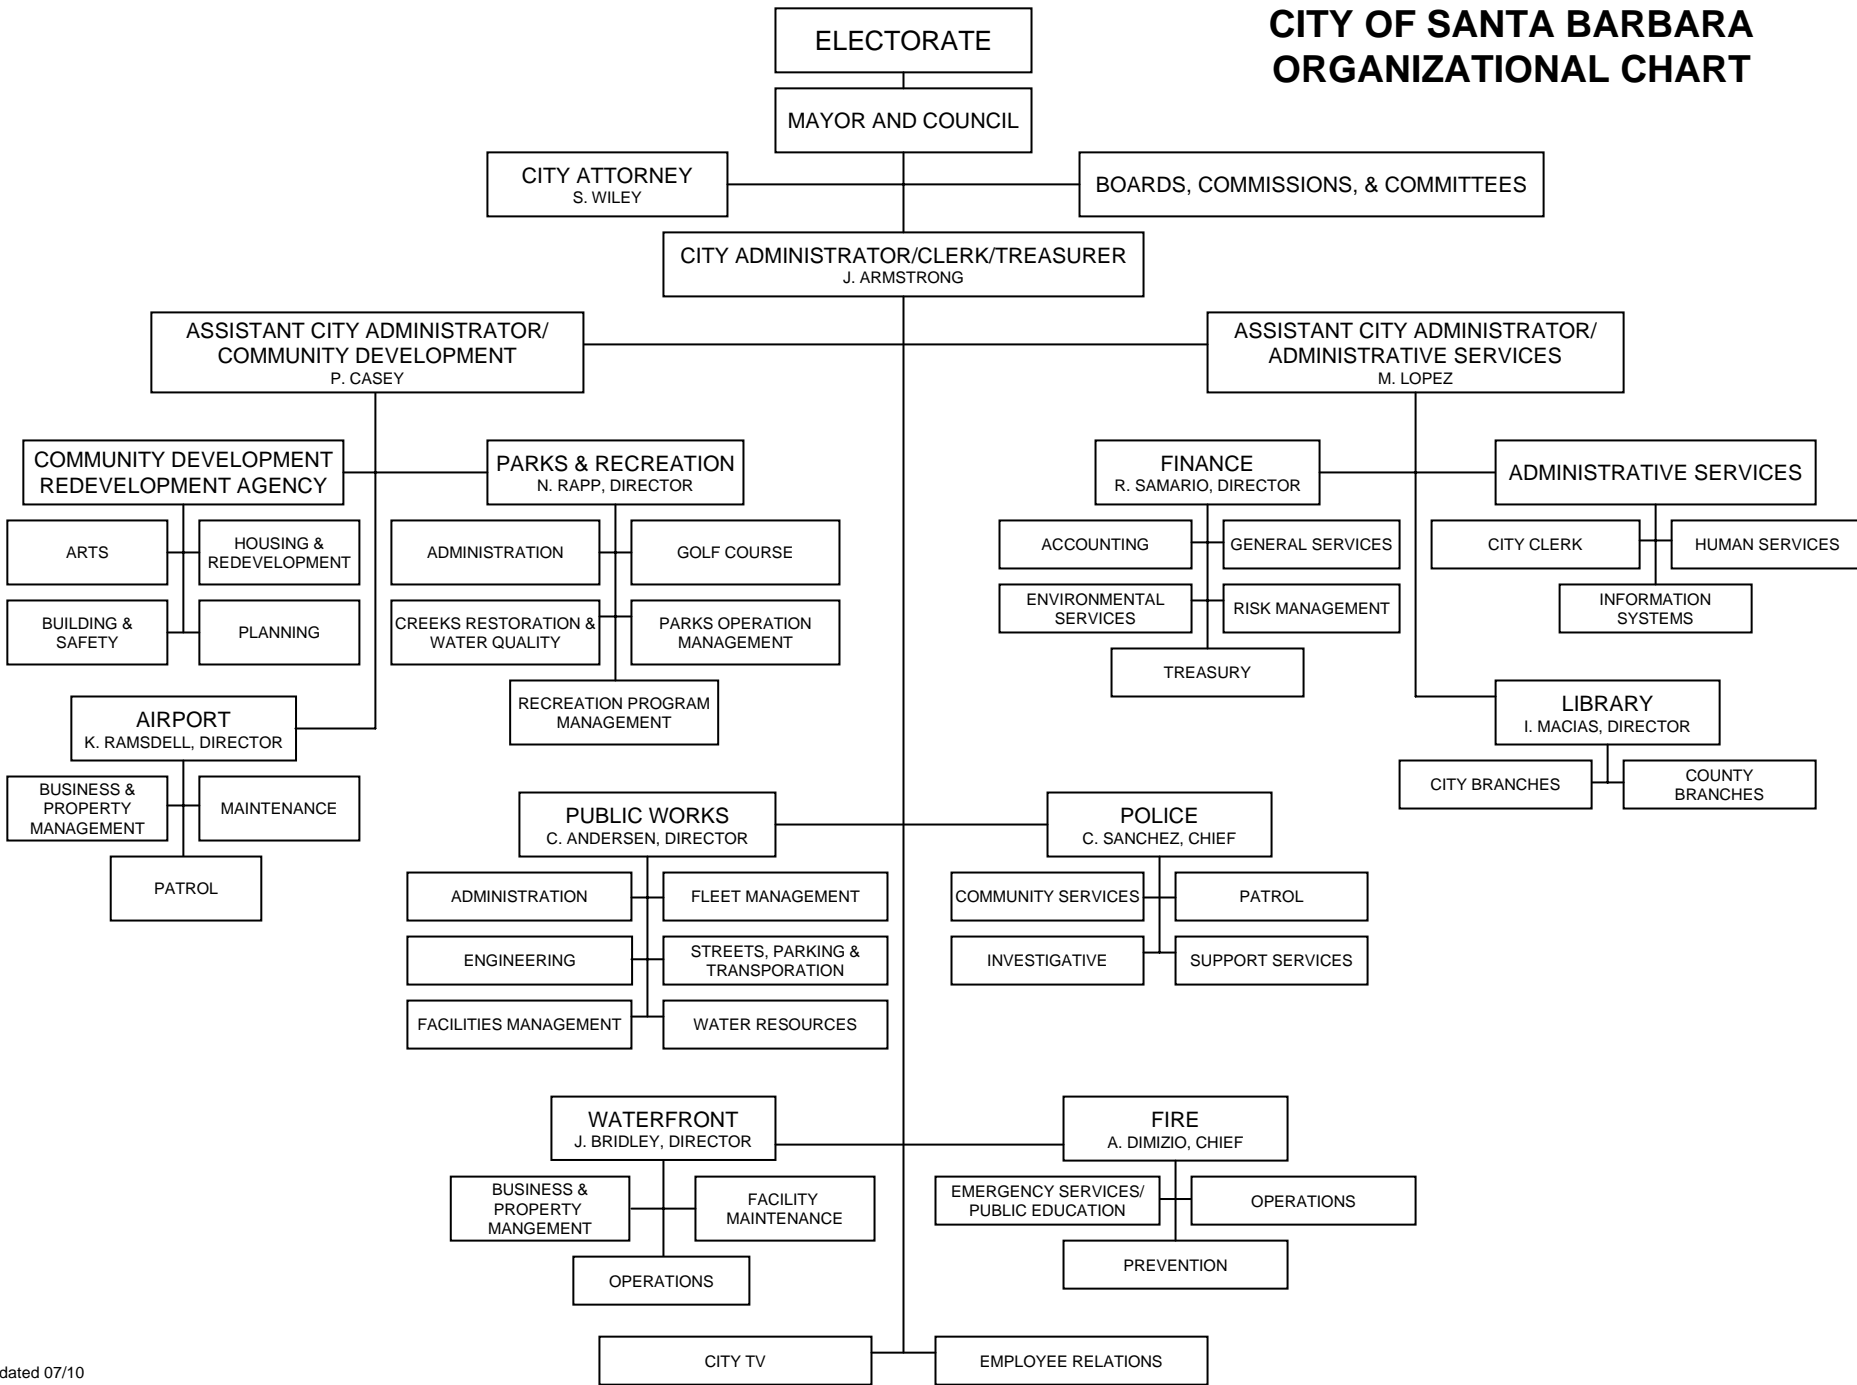 CITY OF SANTA BARBARA
ORGANIZATIONAL CHART
ELECTORATE
MAYOR AND COUNCIL
CITY ATTORNEY
S. WILEY
BOARDS, COMMISSIONS, & COMMITTEES
CITY ADMINISTRATOR/CLERK/TREASURER
J. ARMSTRONG
ASSISTANT CITY ADMINISTRATOR/
COMMUNITY DEVELOPMENT
P. CASEY
ASSISTANT CITY ADMINISTRATOR/
ADMINISTRATIVE SERVICES
M. LOPEZ
COMMUNITY DEVELOPMENT
REDEVELOPMENT AGENCY
PARKS & RECREATION
N. RAPP, DIRECTOR
FINANCE
R. SAMARIO, DIRECTOR
ADMINISTRATIVE SERVICES
ARTS
HOUSING &
REDEVELOPMENT
ADMINISTRATION
GOLF COURSE
ACCOUNTING
GENERAL SERVICES
CITY CLERK
HUMAN SERVICES
BUILDING &
SAFETY
PLANNING
CREEKS RESTORATION &
WATER QUALITY
PARKS OPERATION
MANAGEMENT
ENVIRONMENTAL
SERVICES
RISK MANAGEMENT
INFORMATION
SYSTEMS
RECREATION PROGRAM
MANAGEMENT
TREASURY
AIRPORT
K. RAMSDELL, DIRECTOR
LIBRARY
I. MACIAS, DIRECTOR
BUSINESS &
PROPERTY
MANAGEMENT
MAINTENANCE
CITY BRANCHES
COUNTY
BRANCHES
PATROL
PUBLIC WORKS
C. ANDERSEN, DIRECTOR
POLICE
C. SANCHEZ, CHIEF
ADMINISTRATION
FLEET MANAGEMENT
COMMUNITY SERVICES
PATROL
ENGINEERING
STREETS, PARKING &
TRANSPORATION
INVESTIGATIVE
SUPPORT SERVICES
FACILITIES MANAGEMENT
WATER RESOURCES
WATERFRONT
J. BRIDLEY, DIRECTOR
FIRE
A. DIMIZIO, CHIEF
BUSINESS &
PROPERTY
MANGEMENT
FACILITY
MAINTENANCE
EMERGENCY SERVICES/
PUBLIC EDUCATION
OPERATIONS
OPERATIONS
PREVENTION
CITY TV
EMPLOYEE RELATIONS
dated 07/10